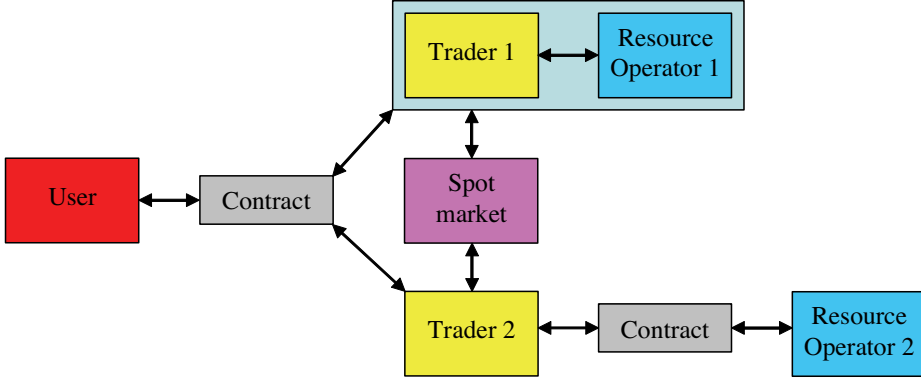 Trader 1
Resource
Operator 1
User
Contract
Spot
market
Trader 2
Contract
Resource
Operator 2